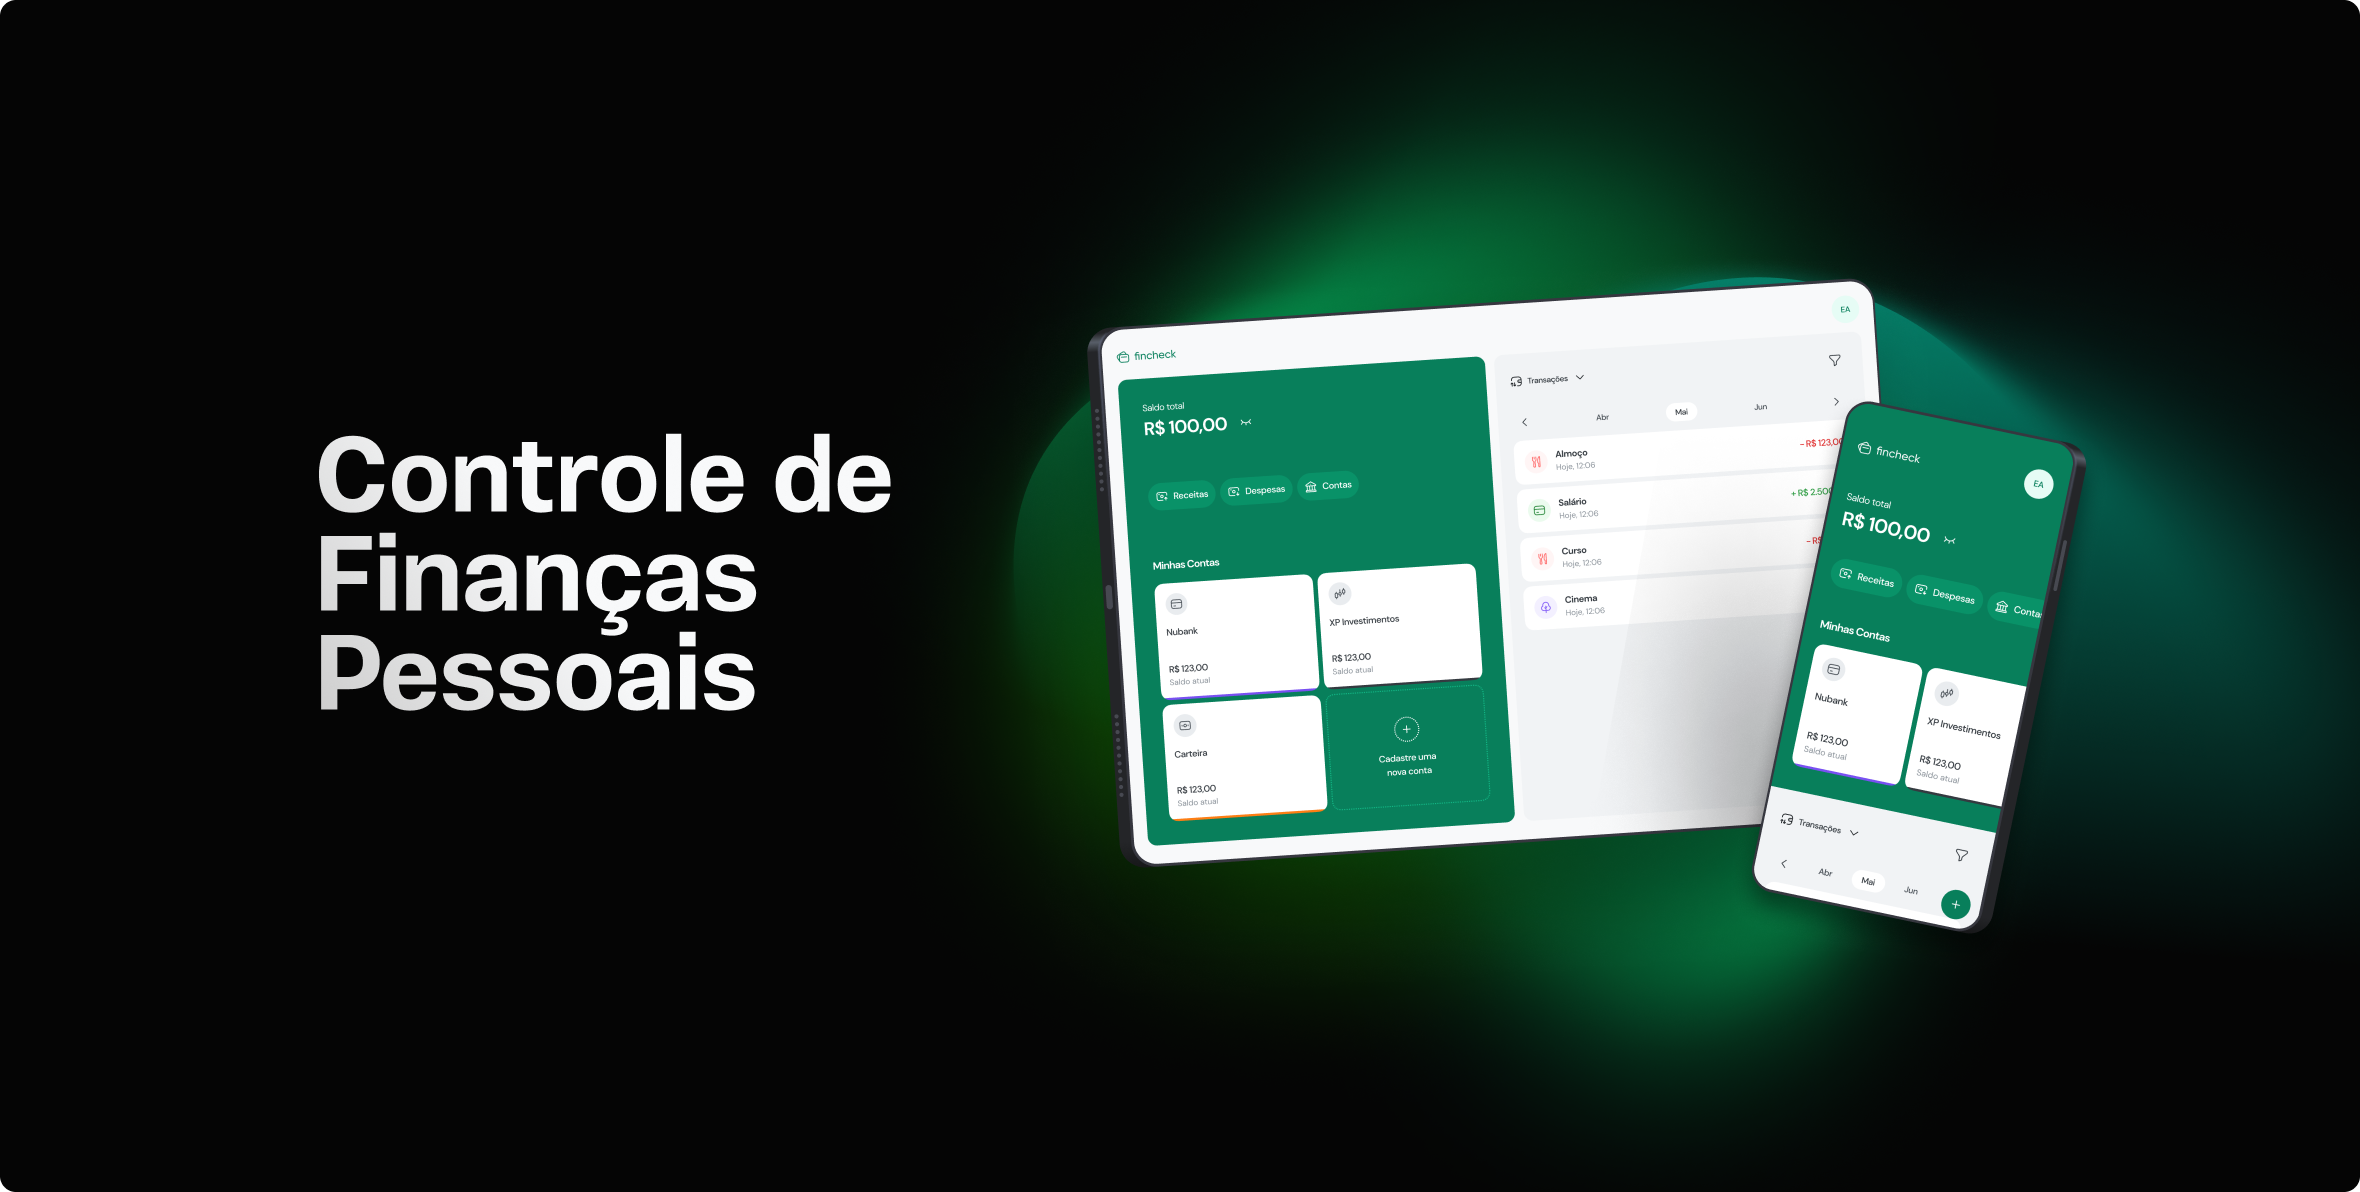 Controle de
Finanças
Pessoais
fincheck
EA
Saldo total
R$ 100,00
Receitas
Despesas
Contas
Minhas Contas
Nubank
R$ 123,00
Saldo atual
XP Investimentos
R$ 123,00
Saldo atual
Carteira
R$ 123,00
Saldo atual
Cadastre uma
nova conta
Transações
Abr
Mai
Jun
Almoço
Hoje, 12:06
- R$ 123,00
Salário
Hoje, 12:06
+ R$ 2.500
Curso
Hoje, 12:06
- R$
Cinema
Hoje, 12:06
fincheck
EA
Saldo total
R$ 100,00
Receitas
Despesas
Contas
Minhas Contas
Nubank
R$ 123,00
Saldo atual
XP Investimentos
R$ 123,00
Saldo atual
Transações
Abr
Mai
Jun